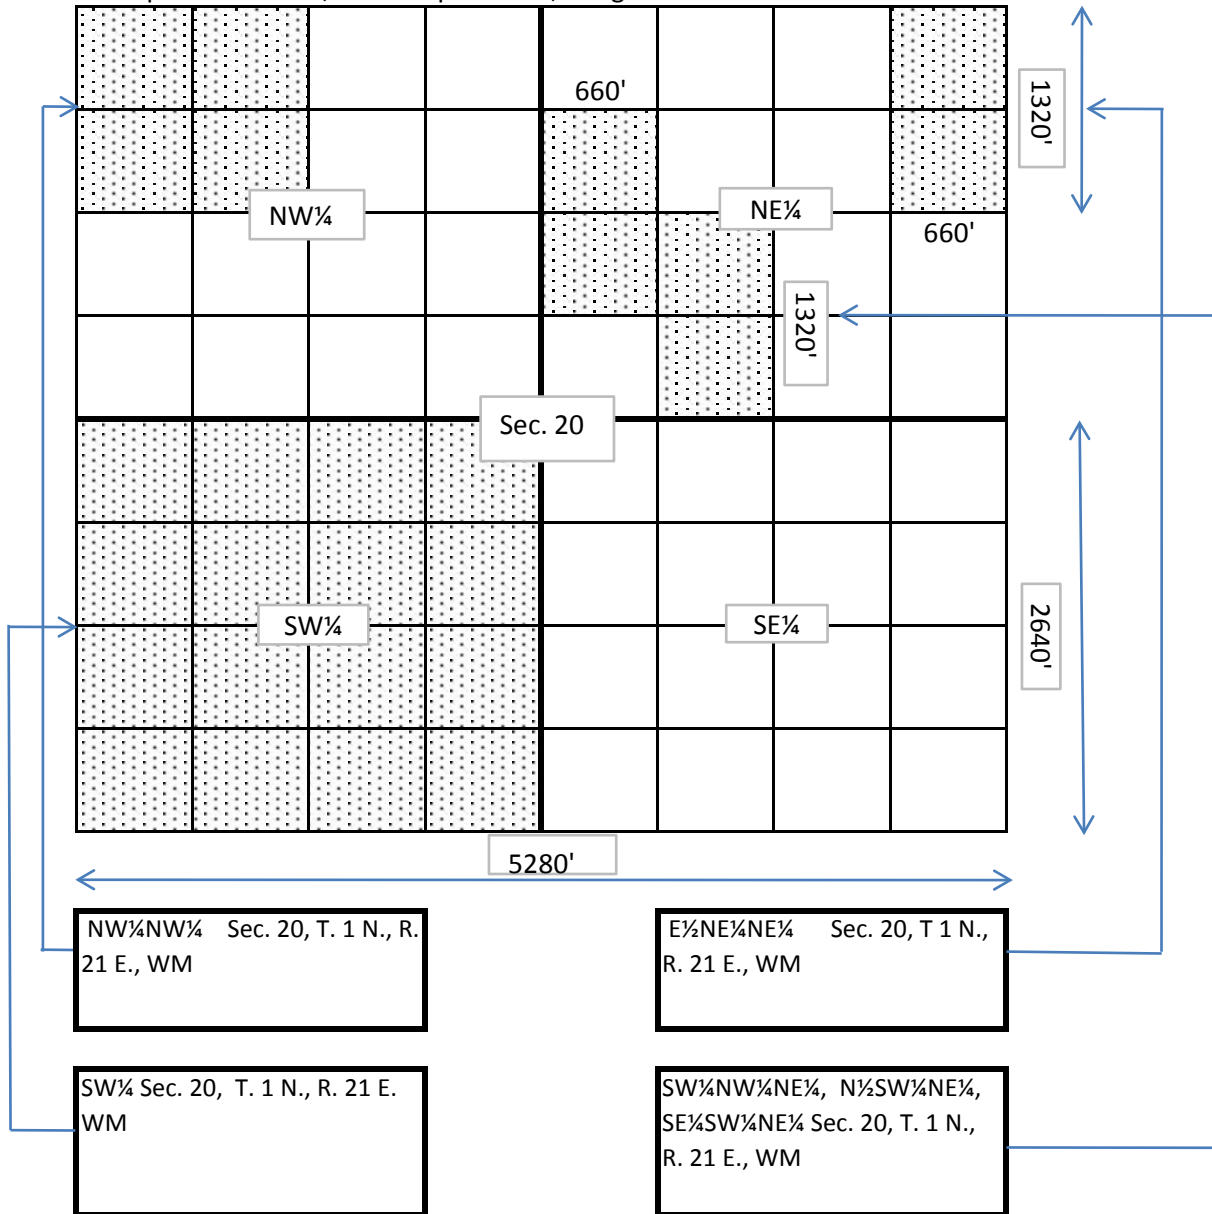 660'
1320'
NW¼
NE¼
660'
1320'
Sec. 20
SW¼
SE¼
2640'
5280'
NW¼NW¼ Sec. 20, T. 1 N., R.
21 E., WM
E½NE¼NE¼ Sec. 20, T 1 N.,
R. 21 E., WM
SW¼ Sec. 20, T. 1 N., R. 21 E.
WM
SW¼NW¼NE¼, N½SW¼NE¼,
SE¼SW¼NE¼ Sec. 20, T. 1 N.,
R. 21 E., WM